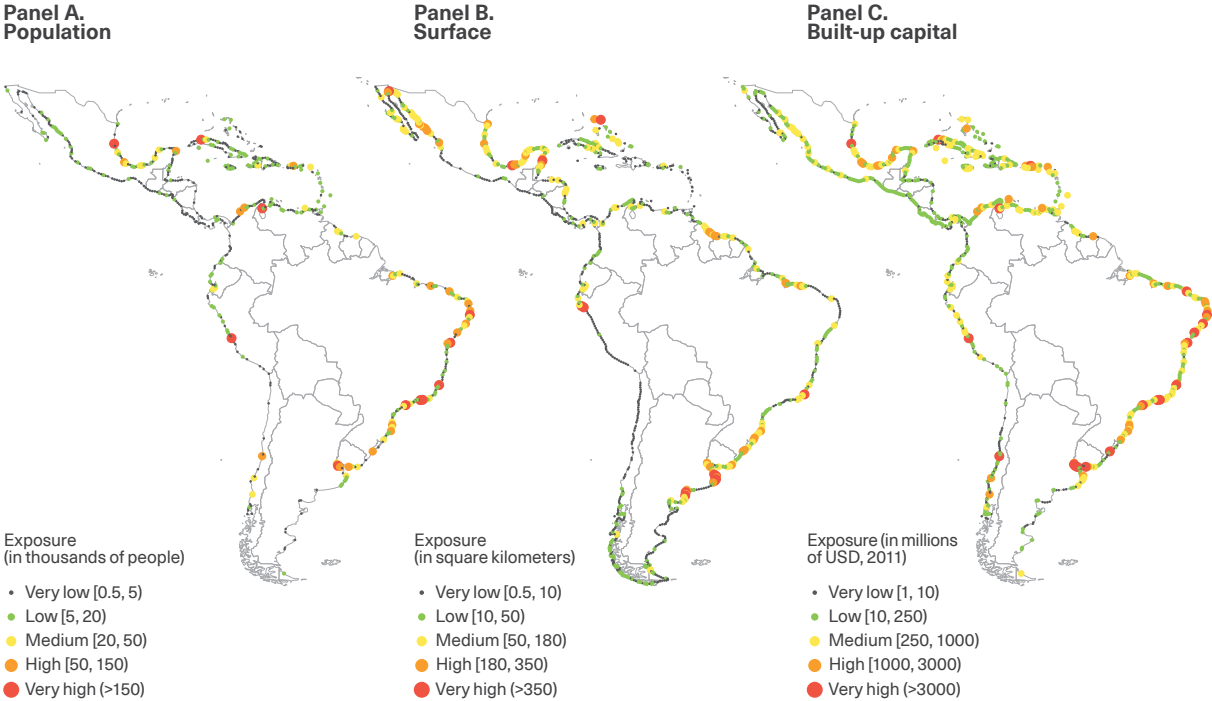 Panel A.
Population
Panel B.
Surface
Panel C.
Built-up capital
Exposure
(in thousands of people)
Very low [0.5, 5)
Low [5, 20)
Medium [20, 50)
High [50, 150)
Very high (>150)
Exposure
(in square kilometers)
Very low [0.5, 10)
Low [10, 50)
Medium [50, 180)
High [180, 350)
Very high (>350)
Exposure (in millions
of USD, 2011)
Very low [1, 10)
Low [10, 250)
Medium [250, 1000)
High [1000, 3000)
Very high (>3000)